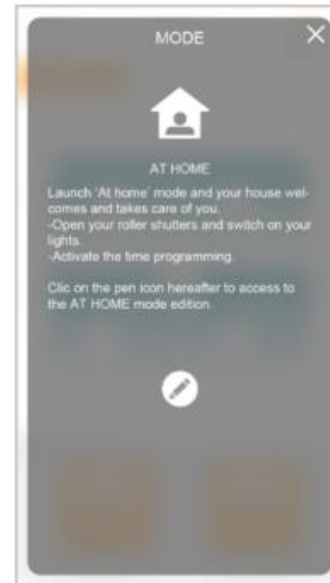 MODE
AT HOME
Launch 'At home' mode and your house wel-
comes and takes care of you.
-Open your roller shutters and switch on your
lights.
-Activate the time programming.
Clic on the pen icon hereafter to access to
the AT HOME mode edition.